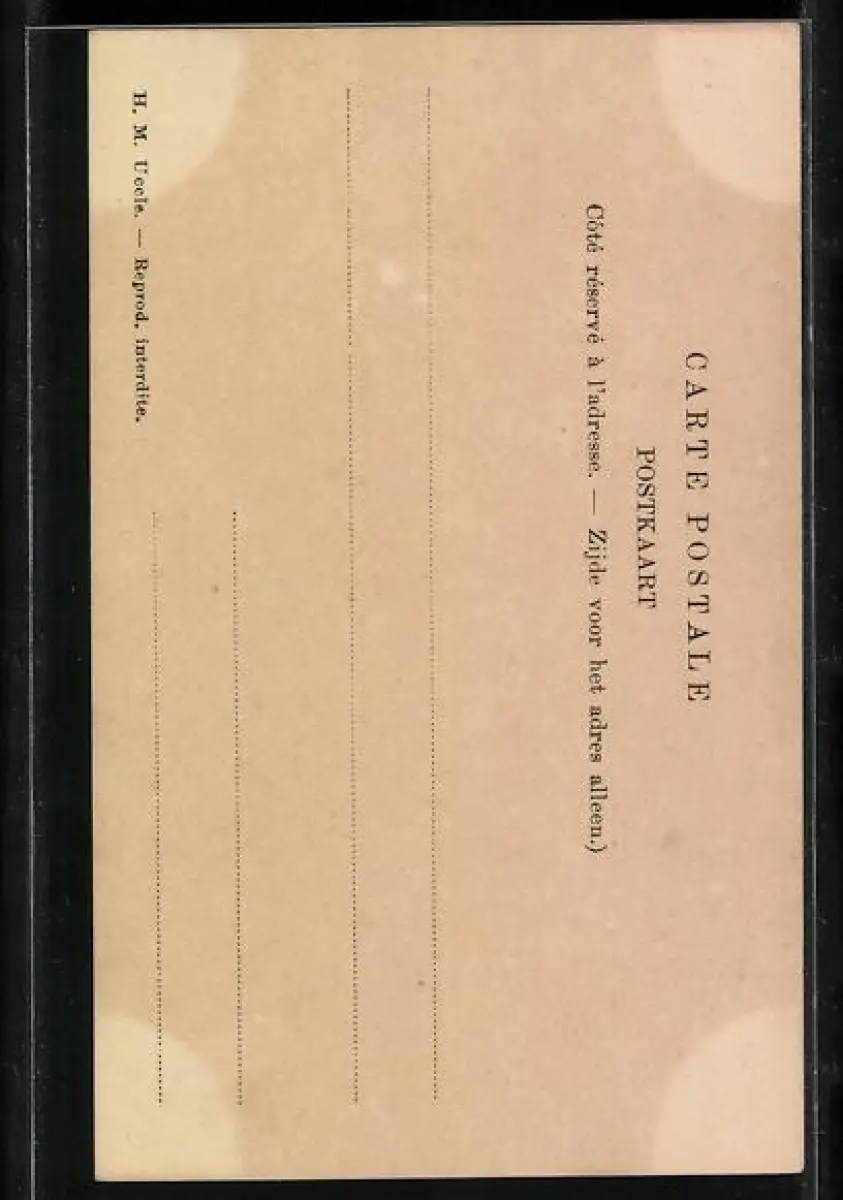 CARTE POSTALE
POSTKAART
Côté réservé à l'adresse. — Zijde voor het adres alleen.)
H. M. Uccle. — Reprod. interdite.